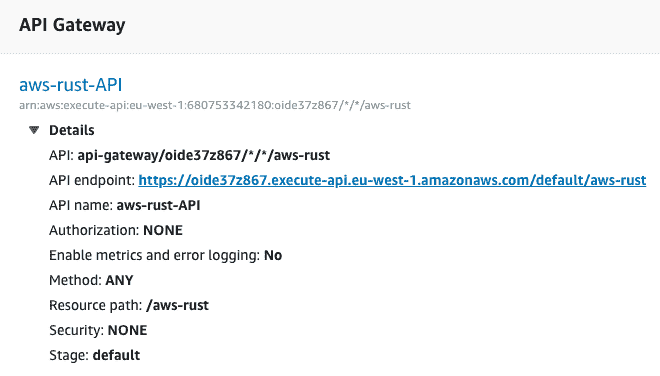 API Gateway
aws-rust-API
arn:aws:execute-api:eu-west-1:680753342180:oide37z867/*/*/aws-rust
Details
API: api-gateway/oide37z867/*/*/aws-rust
API endpoint: https://oide37z867.execute-api.eu-west-1.amazonaws.com/default/aws-rust
API name: aws-rust-API
Authorization: NONE
Enable metrics and error logging: No
Method: ANY
Resource path: /aws-rust
Security: NONE
Stage: default